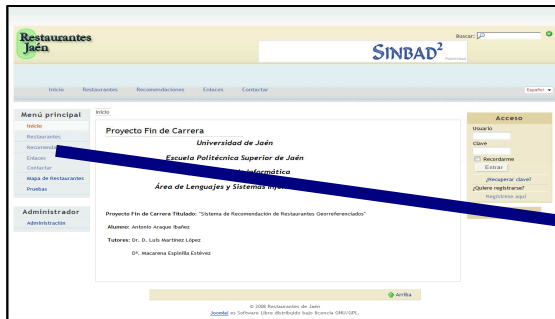 Restaurantes
Jaén
Buscar:
SINBAD²
Inicio Restaurantes Recomendaciones Enlaces Contactar
Español
Menú principal
Inicio
Restaurantes
Enlaces
Contactar
Mapa de Restaurantes
Pruebas
Administrador
Administración
Inicio
Proyecto Fin de Carrera
Universidad de Jaén
Escuela Politécnica Superior de Jaén
Informática
Área de Lenguajes y Sistemas
Proyecto Fin de Carrera Titulado: "Sistema de Recomendación de Restaurantes Georreferenciados"
Alumno: Antonio Araque Ibañez
Tutores: Dr. D. Luis Martínez López
Dª. Macarena Espinilla Estévez
Acceso
Usuario
Clave
Recordarme
Entrar
¿Recuperar clave?
¿Quiere registrarse?
Regístrese aquí
Arriba
© 2008 Restaurantes de Jaén
Joomla! es Software Libre distribuido bajo licencia GNU/GPL.